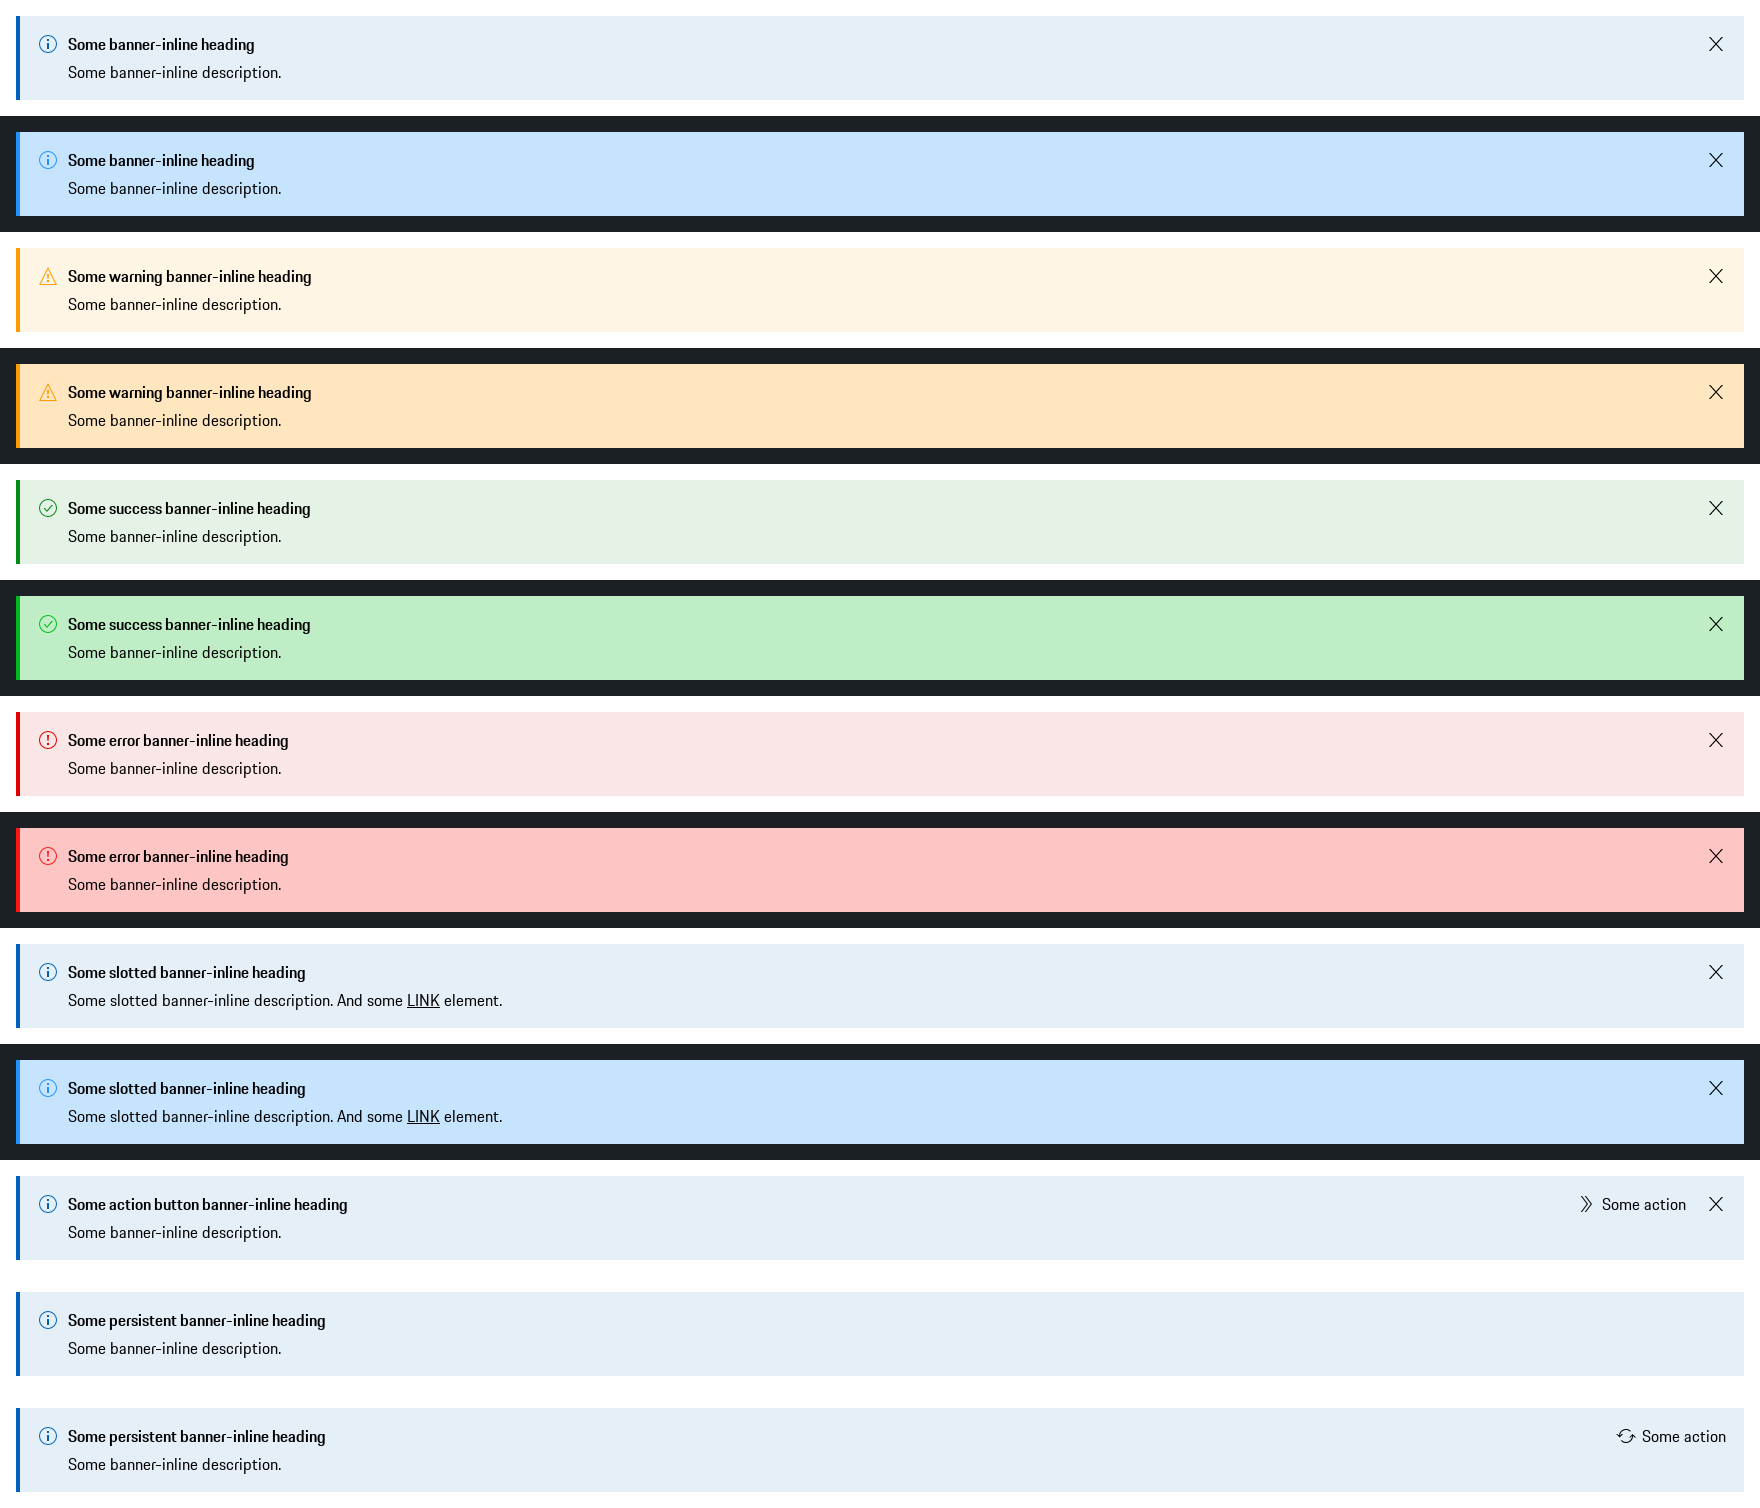 Some banner-inline heading
Some banner-inline description.
Some banner-inline heading
Some banner-inline description.
Some warning banner-inline heading
Some banner-inline description.
Some warning banner-inline heading
Some banner-inline description.
Some success banner-inline heading
Some banner-inline description.
Some success banner-inline heading
Some banner-inline description.
Some error banner-inline heading
Some banner-inline description.
Some error banner-inline heading
Some banner-inline description.
Some slotted banner-inline heading
Some slotted banner-inline description. And some LINK element.
Some slotted banner-inline heading
Some slotted banner-inline description. And some LINK element.
Some action button banner-inline heading
Some action
Some banner-inline description.
Some persistent banner-inline heading
Some banner-inline description.
Some persistent banner-inline heading
Some action
Some banner-inline description.